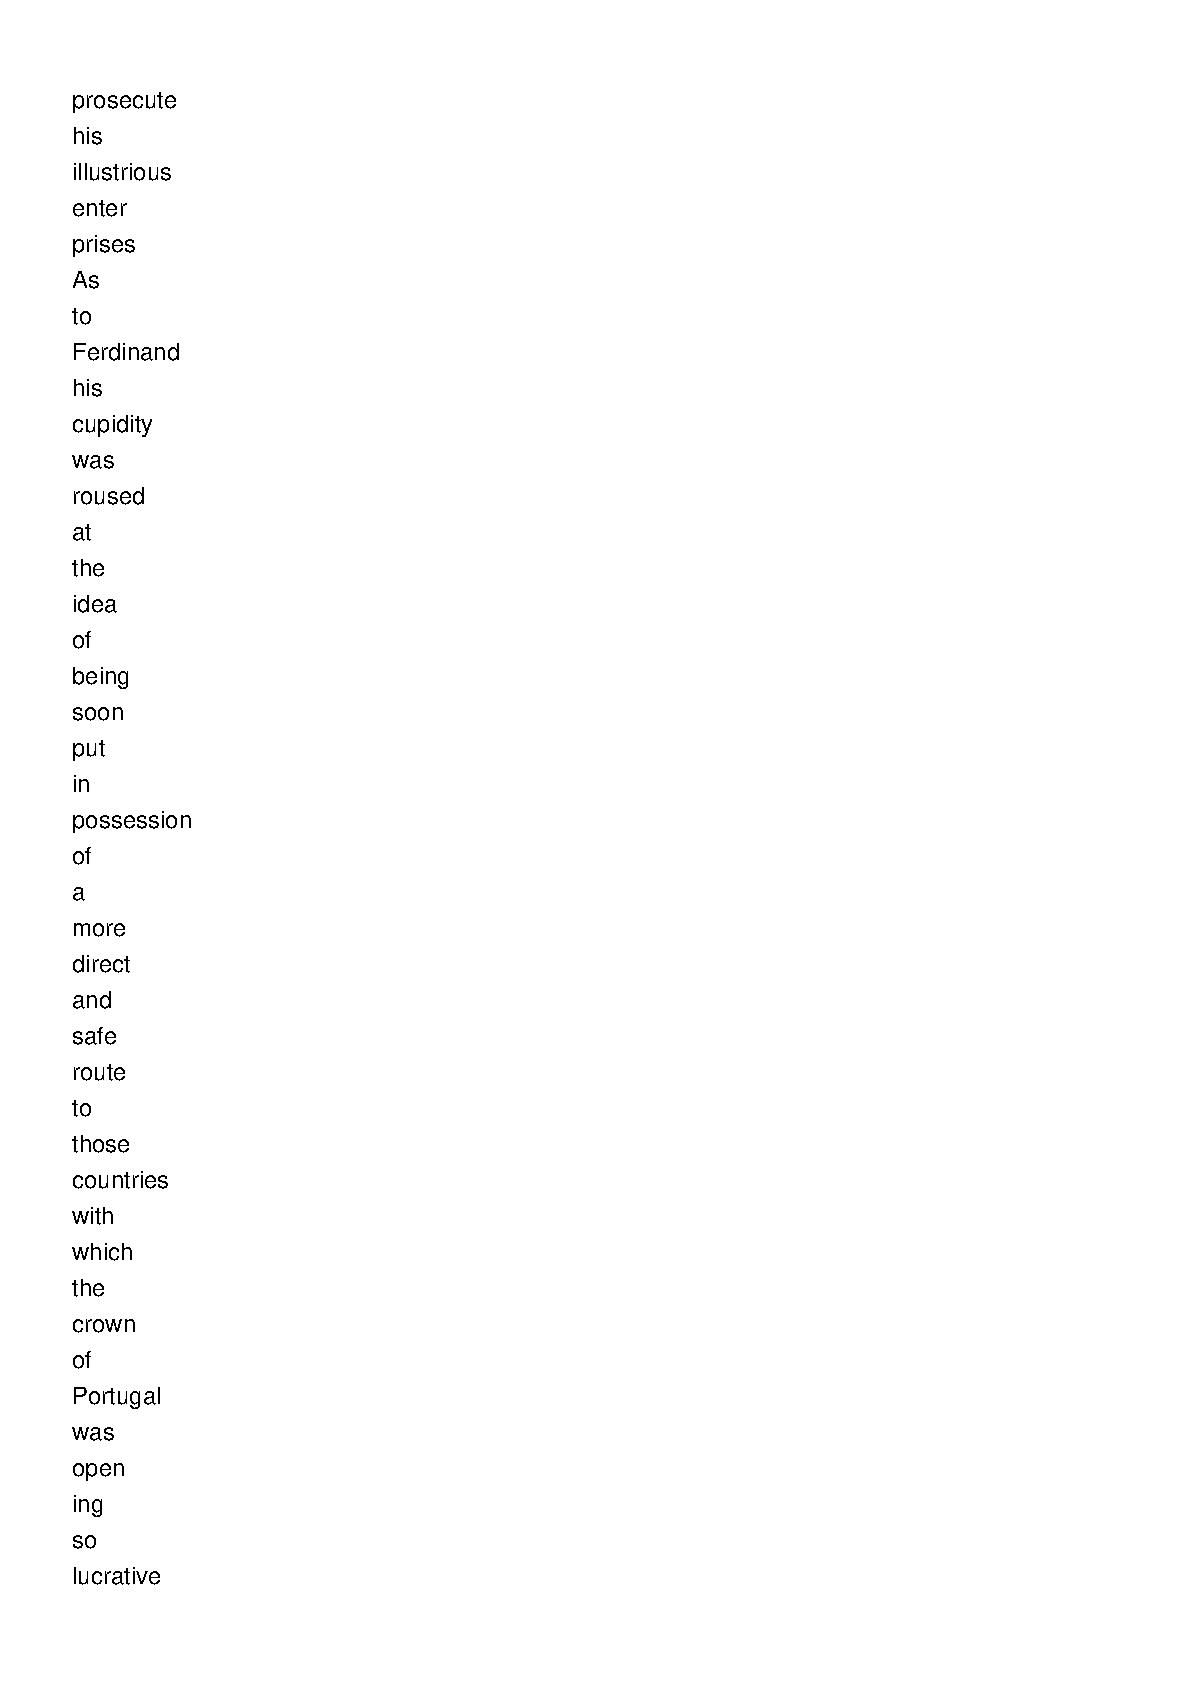 prosecute
his
illustrious
enter
prises
As
to
Ferdinand
his
cupidity
was
roused
at
the
idea
of
being
soon
put
in
possession
of
a
more
direct
and
safe
route
to
those
countries
with
which
the
crown
of
Portugal
was
open
ing
so
lucrative